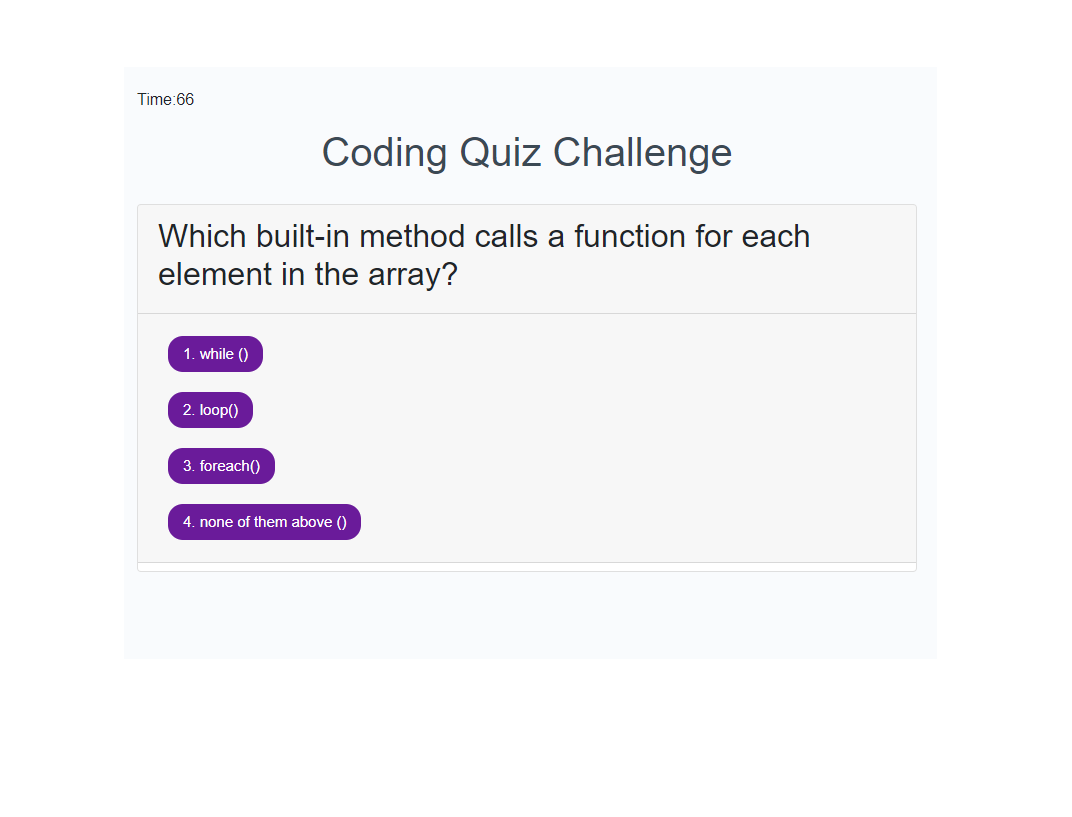 Time:66
Coding Quiz Challenge
Which built-in method calls a function for each
element in the array?
1. while ()
2. loop()
3. foreach()
4. none of them above ()